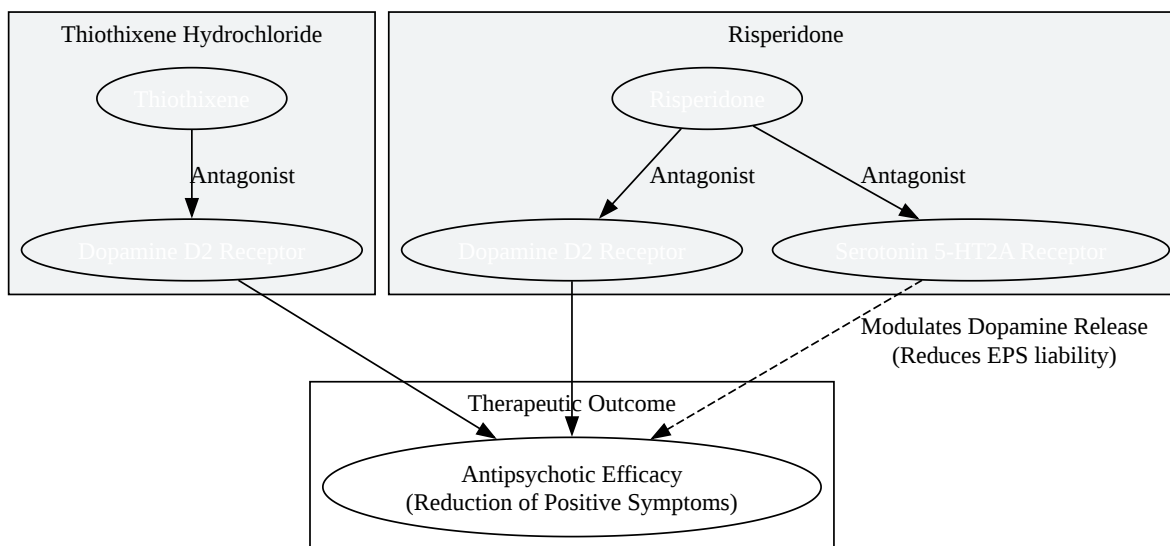 Thiothixene Hydrochloride
Thiothixene
Antagonist
Dopamine D2 Receptor
Risperidone
Risperidone
Antagonist
Antagonist
Dopamine D2 Receptor
Serotonin 5-HT2A Receptor
Modulates Dopamine Release
(Reduces EPS liability)
Therapeutic Outcome
Antipsychotic Efficacy
(Reduction of Positive Symptoms)